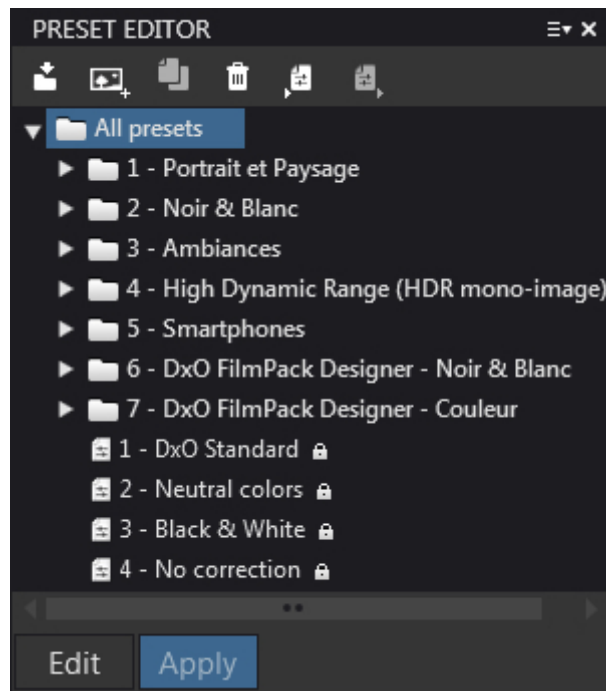 PRESET EDITOR
All presets
1 - Portrait et Paysage
2 - Noir & Blanc
3 - Ambiances
4 - High Dynamic Range (HDR mono-image)
5 - Smartphones
6 - DxO FilmPack Designer - Noir & Blanc
7 - DxO FilmPack Designer - Couleur
1 - DxO Standard
2 - Neutral colors
3 - Black & White
4 - No correction
Edit Apply